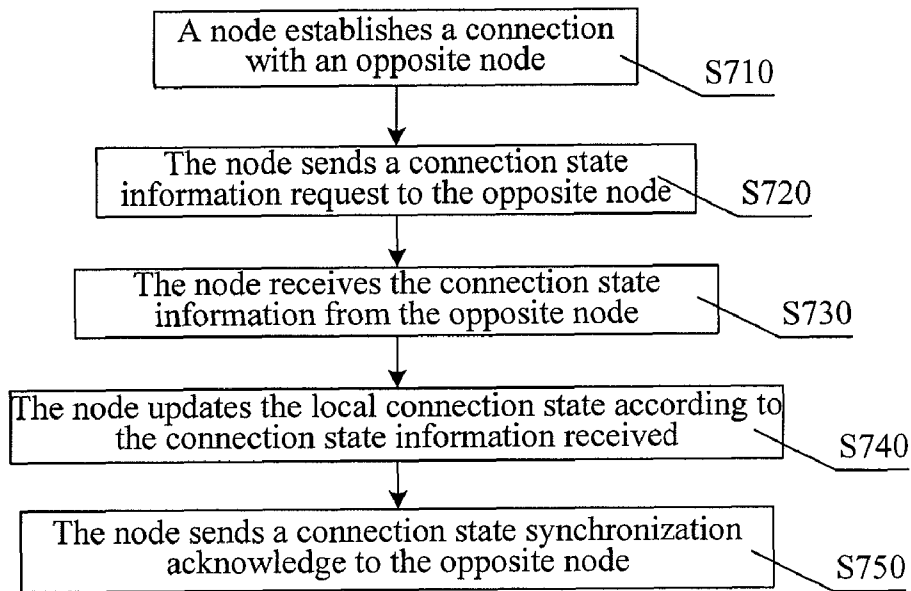 A node establishes a connection
with an opposite node
S710
The node sends a connection state
information request to the opposite node
S720
The node receives the connection state
information from the opposite node
S730
The node updates the local connection state according to
the connection state information received
S740
The node sends a connection state synchronization
acknowledge to the opposite node
S750